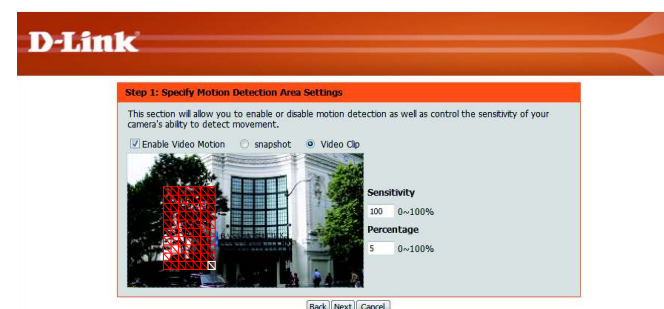 D-Link
Step 1: Specify Motion Detection Area Settings
This section will allow you to enable or disable motion detection as well as control the sensitivity of your
camera's ability to detect movement.
Enable Video Motion snapshot Video Clip
Sensitivity
100 0~100%
Percentage
5 0~100%
Back Next Cancel